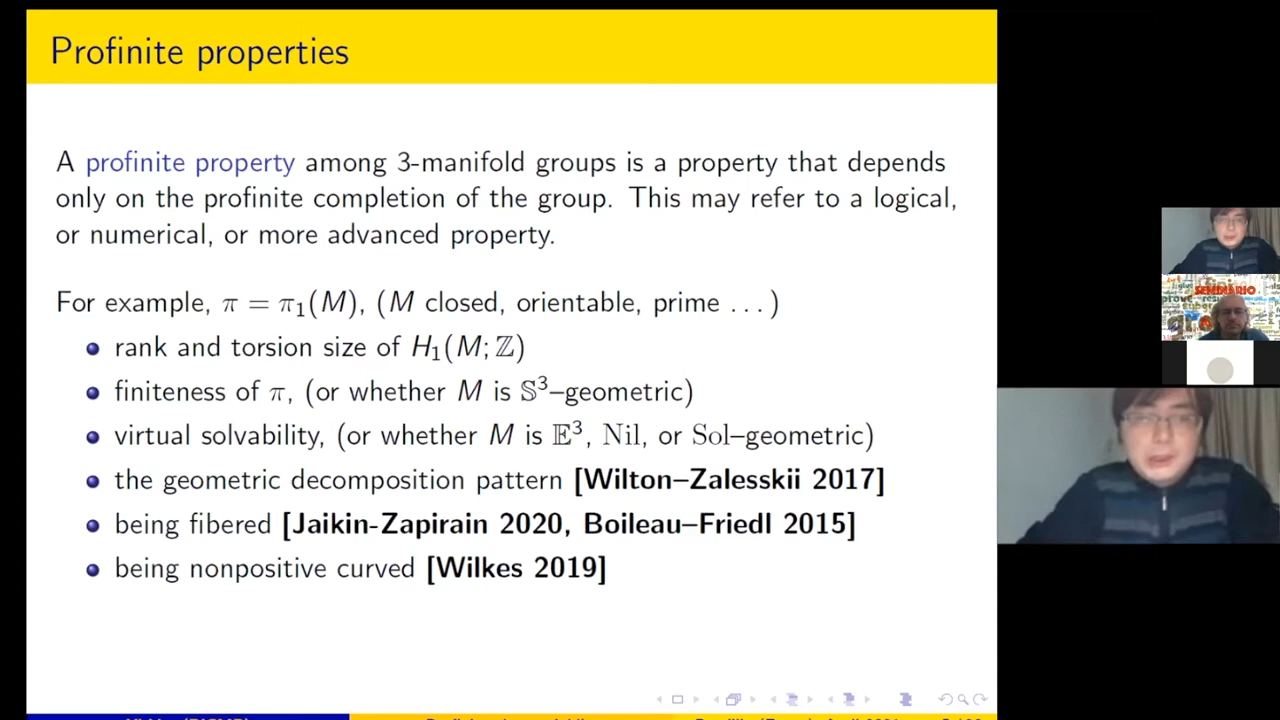 Profinite properties
A profinite property among 3-manifold groups is a property that depends
only on the profinite completion of the group. This may refer to a logical,
or numerical, or more advanced property.
For example, π = π₁(M), (M closed, orientable, prime ...)
rank and torsion size of H₁(M; ℤ)
finiteness of π, (or whether M is 𝕊³–geometric)
virtual solvability, (or whether M is 𝔼³, Nil, or Sol–geometric)
the geometric decomposition pattern [Wilton–Zalesskii 2017]
being fibered [Jaikin-Zapirain 2020, Boileau–Friedl 2015]
being nonpositive curved [Wilkes 2019]
SEMINÁRIO